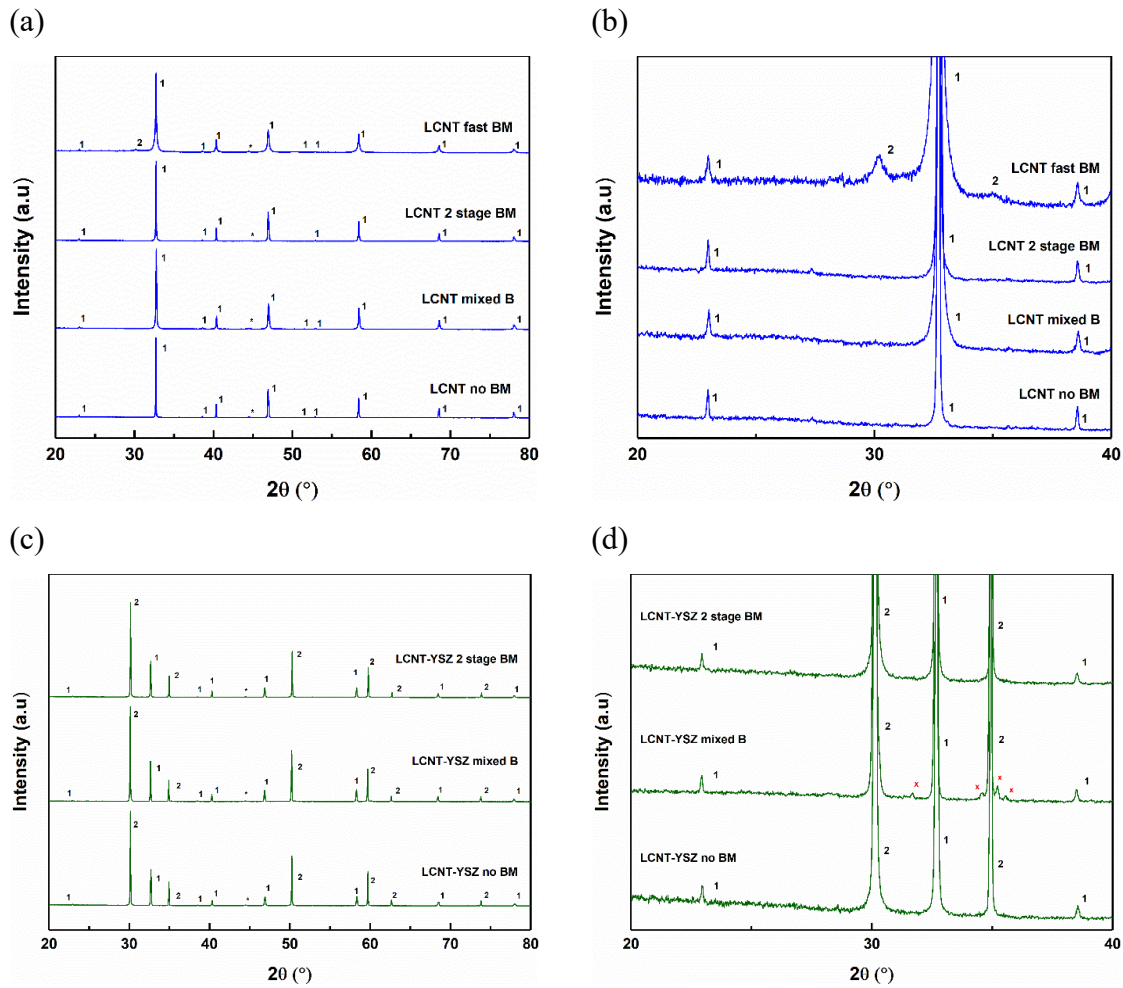 (a)
Intensity (a.u)
LCNT fast BM
1 2 1 1 1 * 1 1 1 1 1 1
LCNT 2 stage BM
1 1 1 1 * 1 1 1 1 1
LCNT mixed B
1 1 1 1 * 1 1 1 1 1 1
LCNT no BM
1 1 1 1 * 1 1 1 1 1 1
20 30 40 50 60 70 80
2θ (°)
(b)
Intensity (a.u)
LCNT fast BM
1 2 1 2 1
LCNT 2 stage BM
1 1 1
LCNT mixed B
1 1 1
LCNT no BM
1 1 1
20 30 40
2θ (°)
(c)
Intensity (a.u)
LCNT-YSZ 2 stage BM
1 2 1 2 1 1 * 1 2 1 2 2 1 2 1
LCNT-YSZ mixed B
1 2 1 2 1 1 * 1 2 1 2 2 1 2 1
LCNT-YSZ no BM
1 2 1 2 1 1 * 1 2 1 2 2 1 2 1
20 30 40 50 60 70 80
2θ (°)
(d)
Intensity (a.u)
LCNT-YSZ 2 stage BM
1 2 1 2 1
LCNT-YSZ mixed B
1 2 x 1 x 2 x x 1
LCNT-YSZ no BM
1 2 1 2 1
20 30 40
2θ (°)